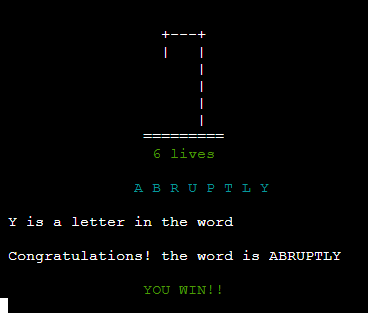 +---+
|   |
    |
    |
    |
    |
=========
6 lives
A B R U P T L Y
Y is a letter in the word
Congratulations! the word is ABRUPTLY
YOU WIN!!